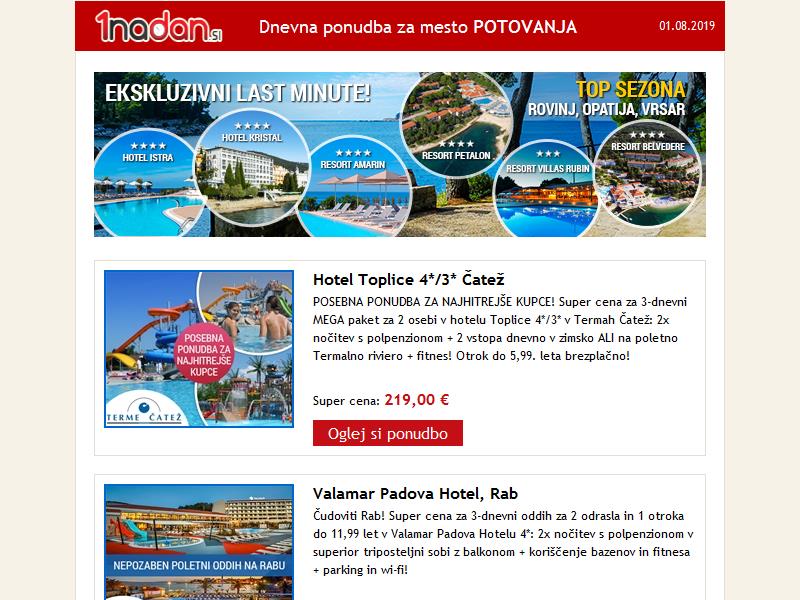 1nadan.si
Dnevna ponudba za mesto POTOVANJA
01.08.2019
EKSKLUZIVNI LAST MINUTE!
TOP SEZONA
ROVINJ, OPATIJA, VRSAR
HOTEL ISTRA
HOTEL KRISTAL
RESORT AMARIN
RESORT PETALON
RESORT VILLAS RUBIN
RESORT BELVEDERE
POSEBNA
PONUDBA ZA
NAJHITREJŠE
KUPCE
TERME ČATEŽ
Hotel Toplice 4*/3* Čatež
POSEBNA PONUDBA ZA NAJHITREJŠE KUPCE! Super cena za 3-dnevni
MEGA paket za 2 osebi v hotelu Toplice 4*/3* v Termah Čatež: 2x
nočitev s polpenzionom + 2 vstopa dnevno v zimsko ALI na poletno
Termalno riviero + fitnes! Otrok do 5,99. leta brezplačno!
Super cena: 219,00 €
Oglej si ponudbo
NEPOZABEN POLETNI ODDIH NA RABU
Valamar Padova Hotel, Rab
Čudoviti Rab! Super cena za 3-dnevni oddih za 2 odrasla in 1 otroka
do 11,99 let v Valamar Padova Hotelu 4*: 2x nočitev s polpenzionom v
superior triposteljni sobi z balkonom + koriščenje bazenov in fitnesa
+ parking in wi-fi!